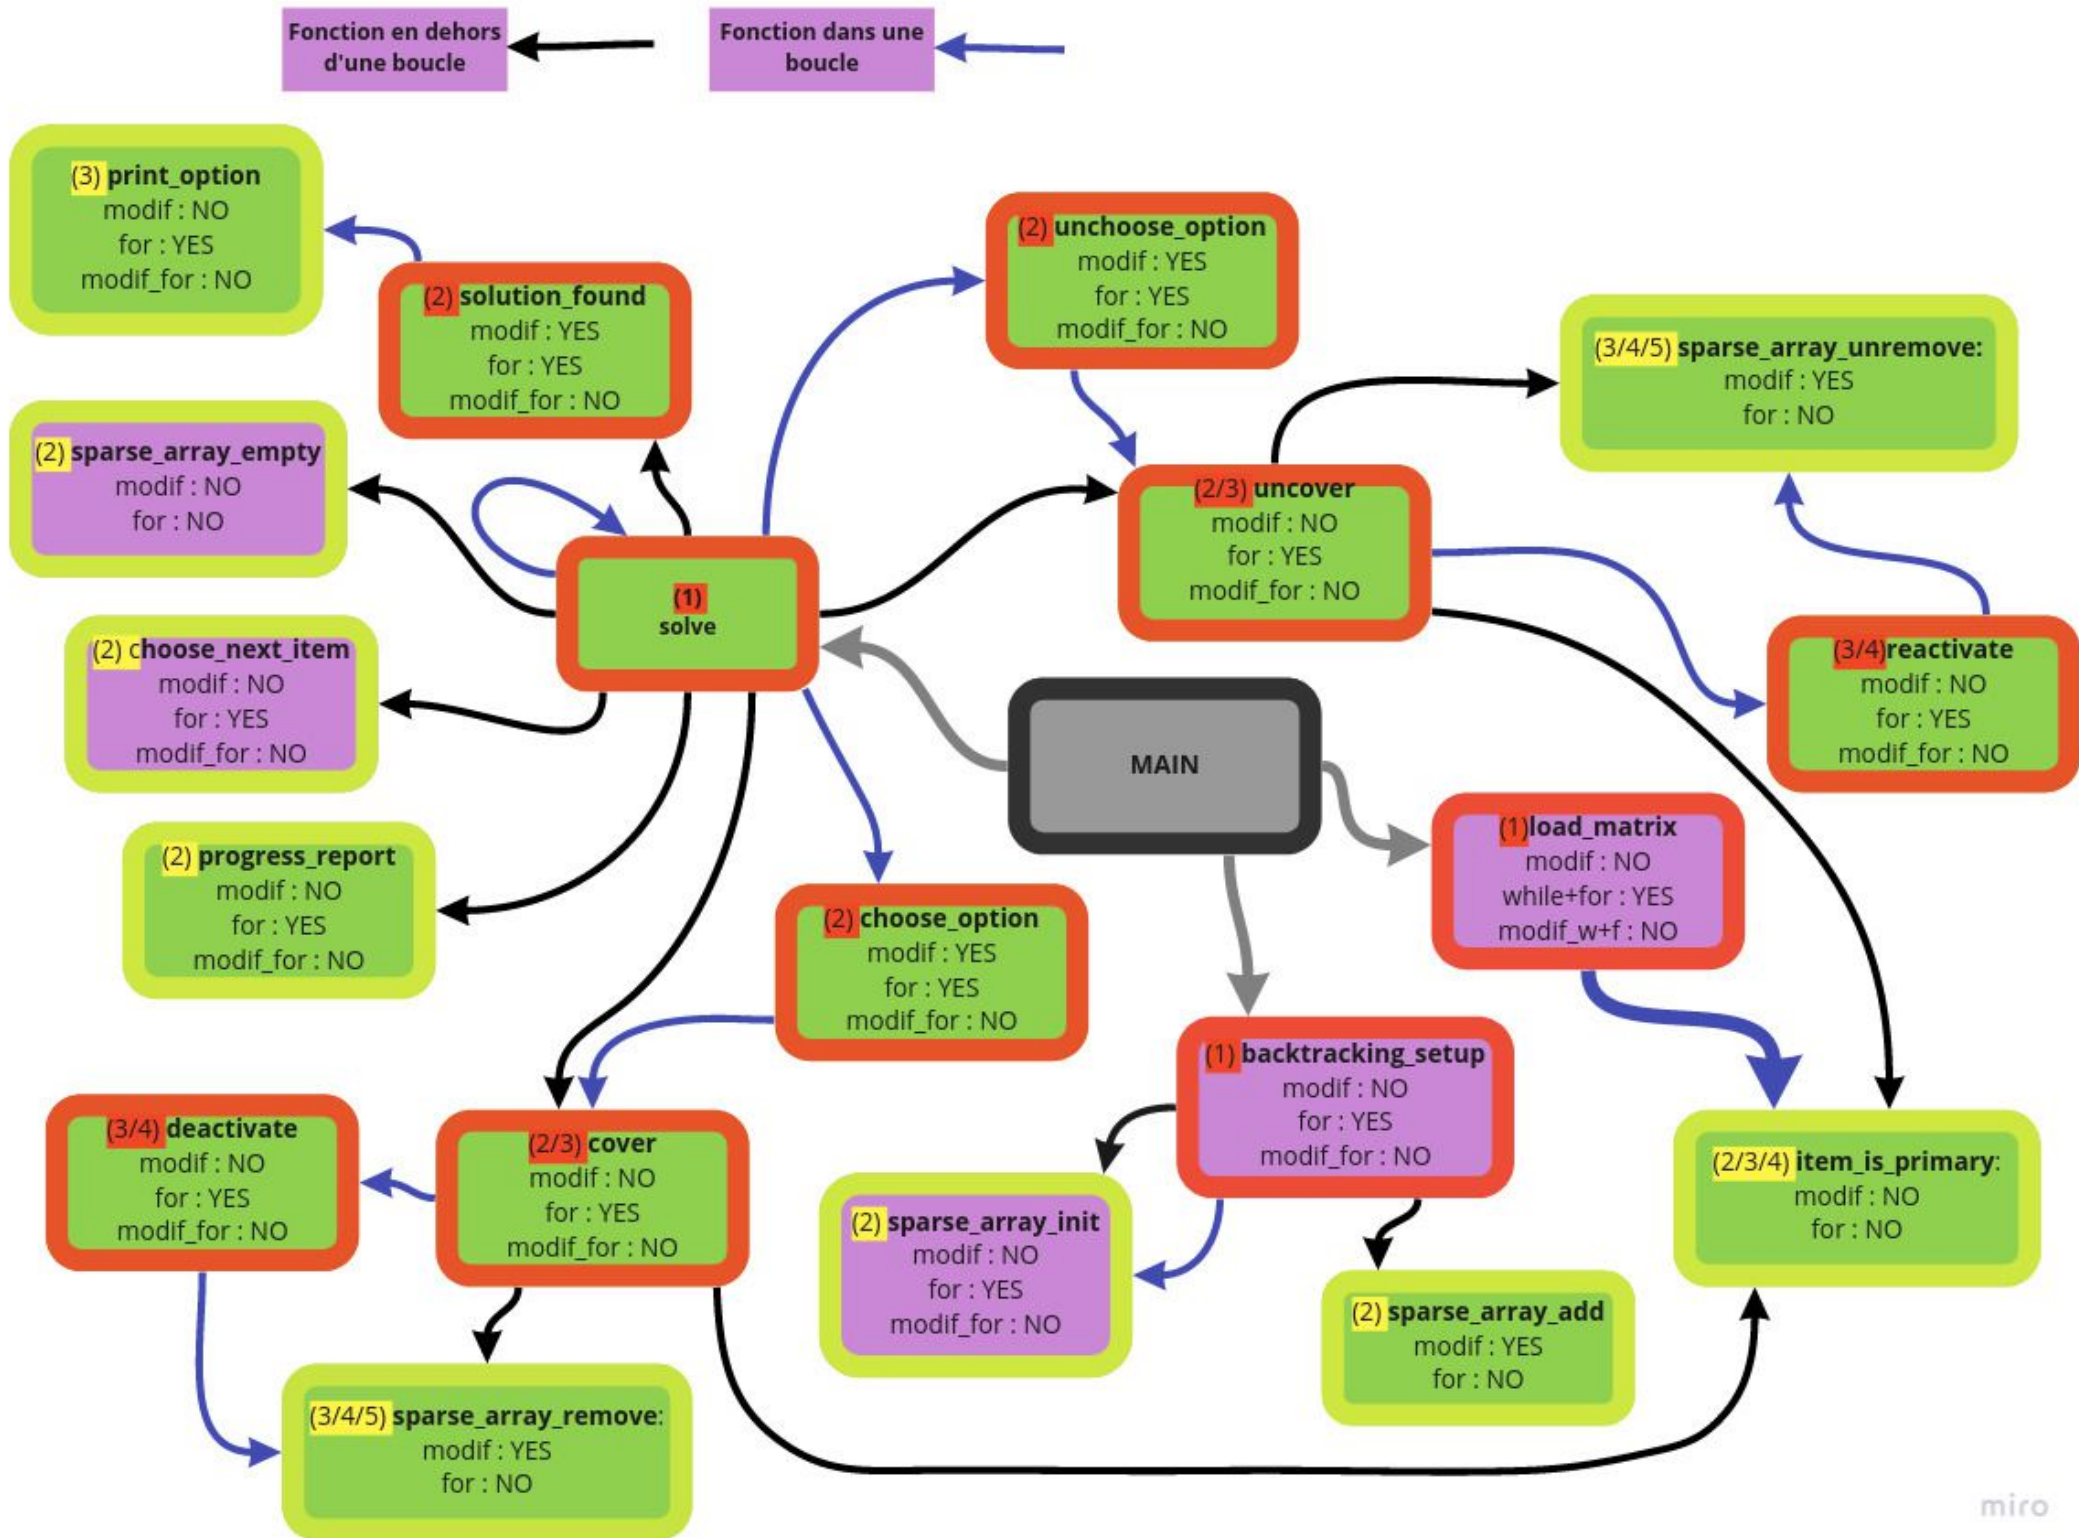 Fonction en dehors
d'une boucle
Fonction dans une
boucle
(3) print_option
modif : NO
for : YES
modif_for : NO
(2) solution_found
modif : YES
for : YES
modif_for : NO
(2) unchoose_option
modif : YES
for : YES
modif_for : NO
(3/4/5) sparse_array_unremove:
modif : YES
for : NO
(2) sparse_array_empty
modif : NO
for : NO
(2/3) uncover
modif : NO
for : YES
modif_for : NO
(1)
solve
(2) choose_next_item
modif : NO
for : YES
modif_for : NO
(3/4)reactivate
modif : NO
for : YES
modif_for : NO
MAIN
(1)load_matrix
modif : NO
while+for : YES
modif_w+f : NO
(2) progress_report
modif : NO
for : YES
modif_for : NO
(2) choose_option
modif : YES
for : YES
modif_for : NO
(1) backtracking_setup
modif : NO
for : YES
modif_for : NO
(3/4) deactivate
modif : NO
for : YES
modif_for : NO
(2/3) cover
modif : NO
for : YES
modif_for : NO
(2/3/4) item_is_primary:
modif : NO
for : NO
(2) sparse_array_init
modif : NO
for : YES
modif_for : NO
(2) sparse_array_add
modif : YES
for : NO
(3/4/5) sparse_array_remove:
modif : YES
for : NO
miro